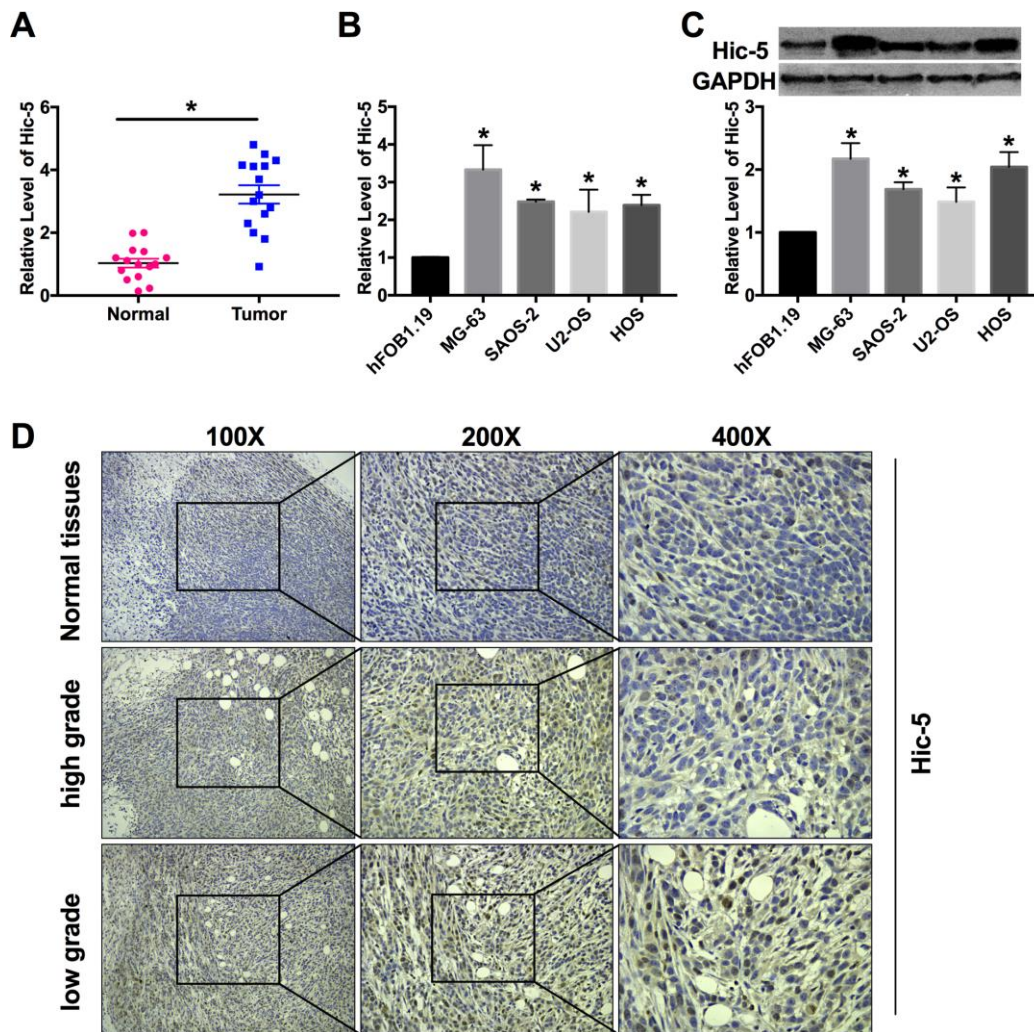 A
Relative Level of Hic-5
6
4
2
0
*
Normal
Tumor
B
Relative Level of Hic-5
5
4
3
2
1
0
*
*
*
*
hFOB1.19
MG-63
SAOS-2
U2-OS
HOS
C
Hic-5
GAPDH
Relative Level of Hic-5
3
2
1
0
*
*
*
*
hFOB1.19
MG-63
SAOS-2
U2-OS
HOS
D
100X
200X
400X
Normal tissues
high grade
low grade
Hic-5